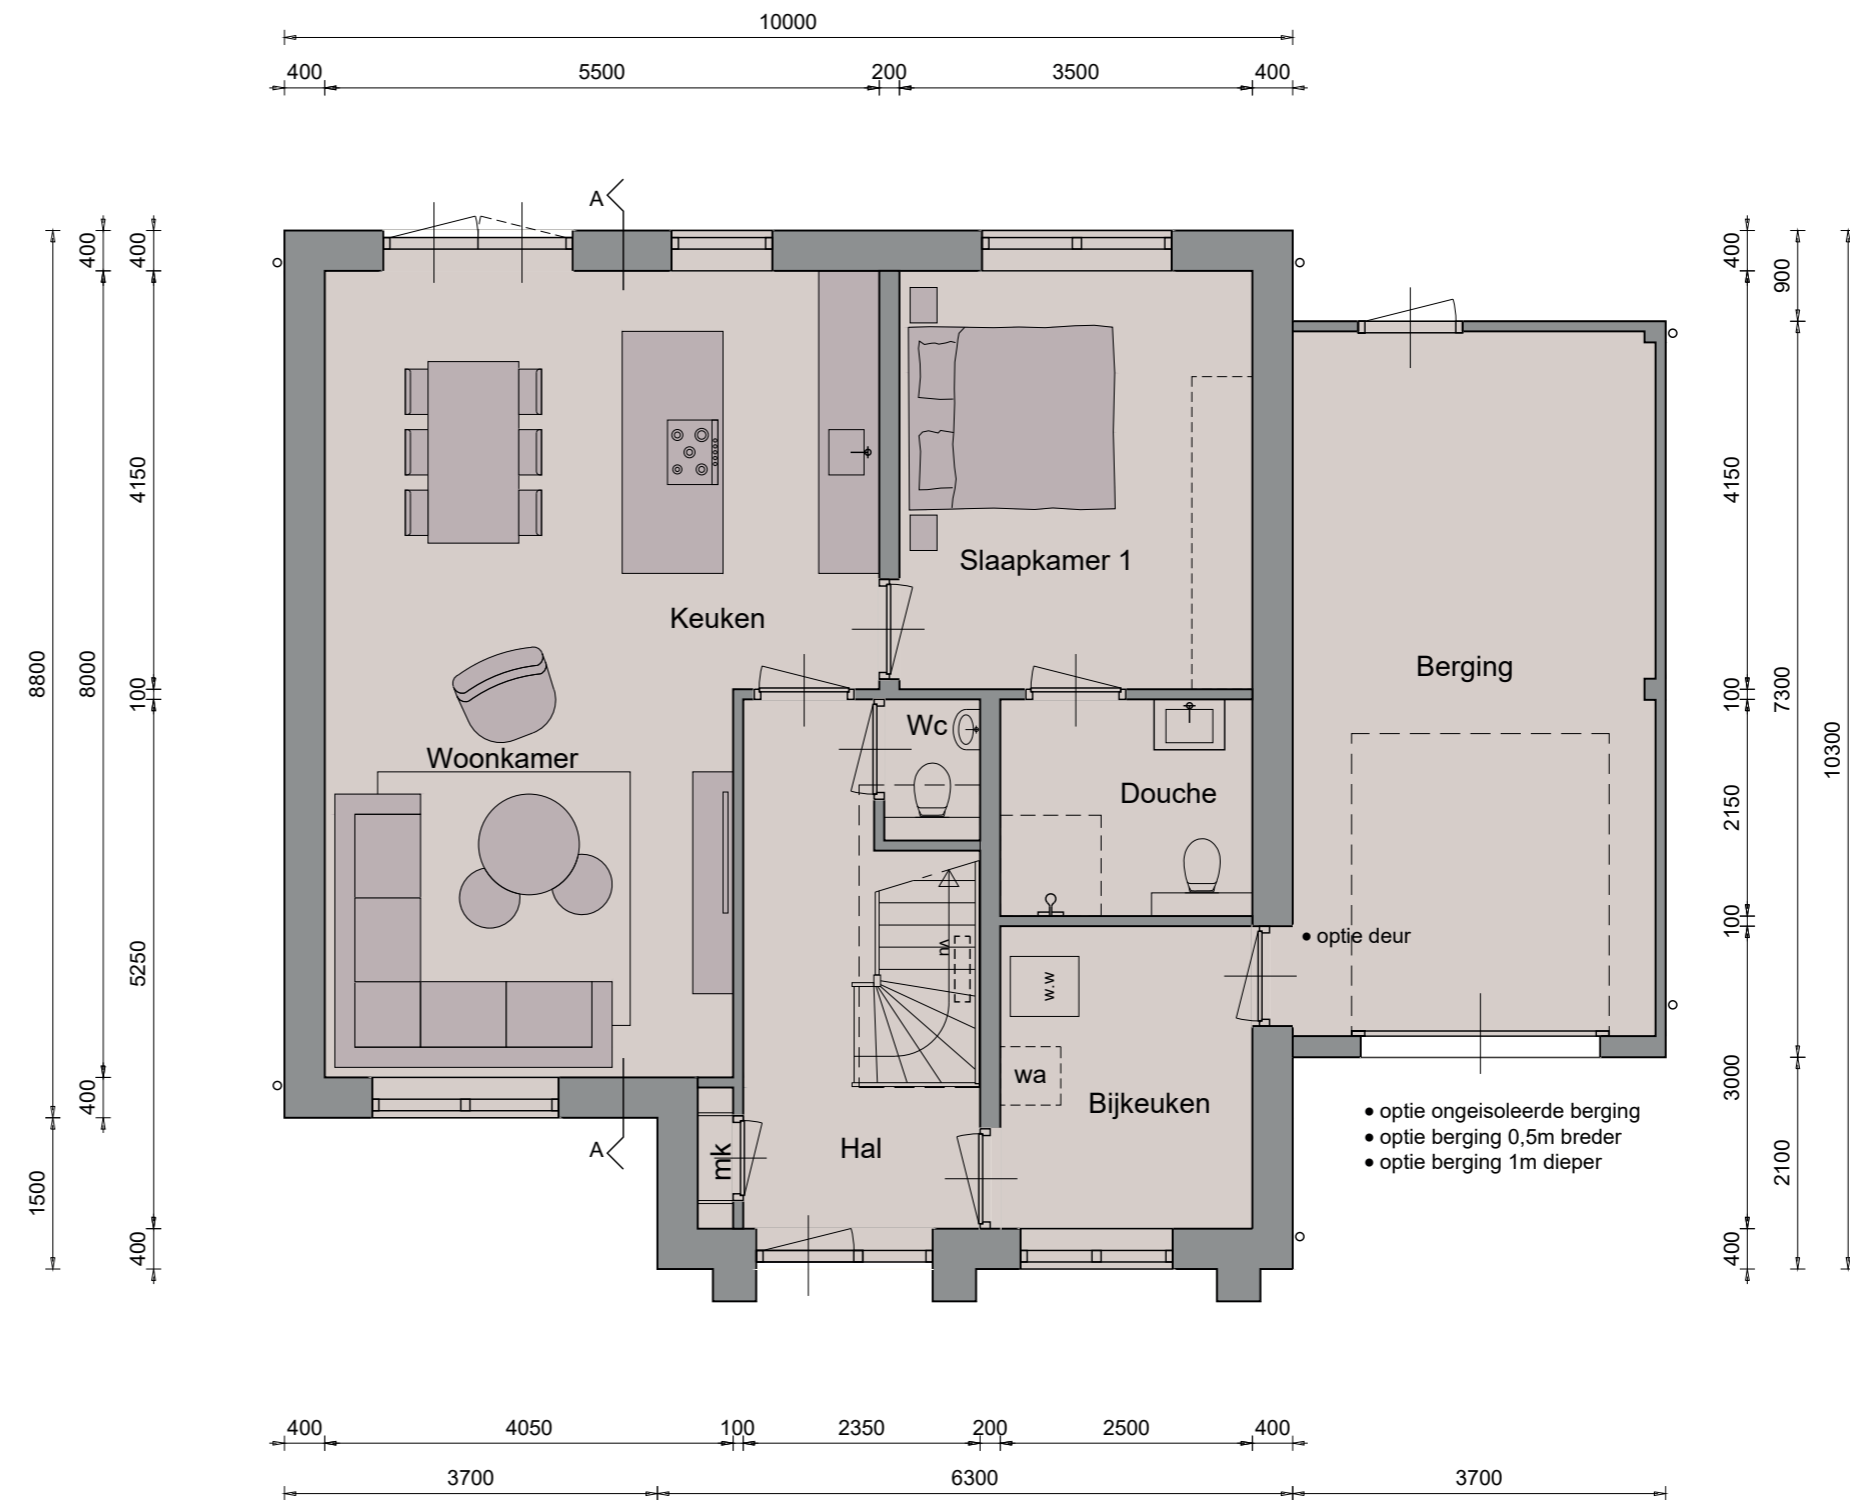 10000
400 5500 200 3500 400
A
400 400 400
900
8800 8000 4150
4150
Slaapkamer 1
Keuken
Berging
100
100 7300
10300
Wc
Woonkamer
Douche
2150
5250
vr
optie deur
100
w.w
wa
Bijkeuken
400
3000
• optie ongeisoleerde berging
• optie berging 0,5m breder
• optie berging 1m dieper
A
mk
Hal
1500
2100
400
400
400 4050 100 2350 200 2500 400
3700 6300 3700